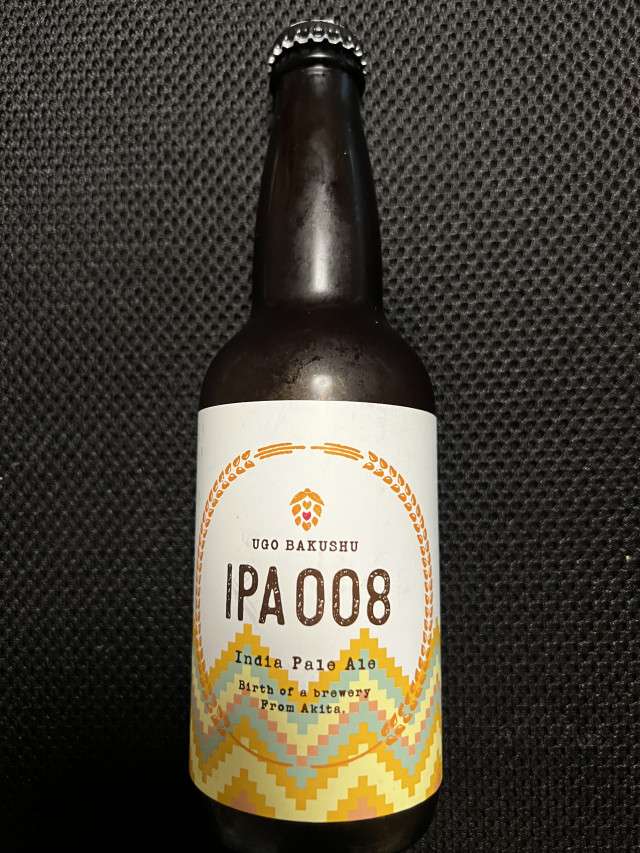 UGO BAKUSHU
IPA 008
India Pale Ale
Birth of a brewery
From Akita.